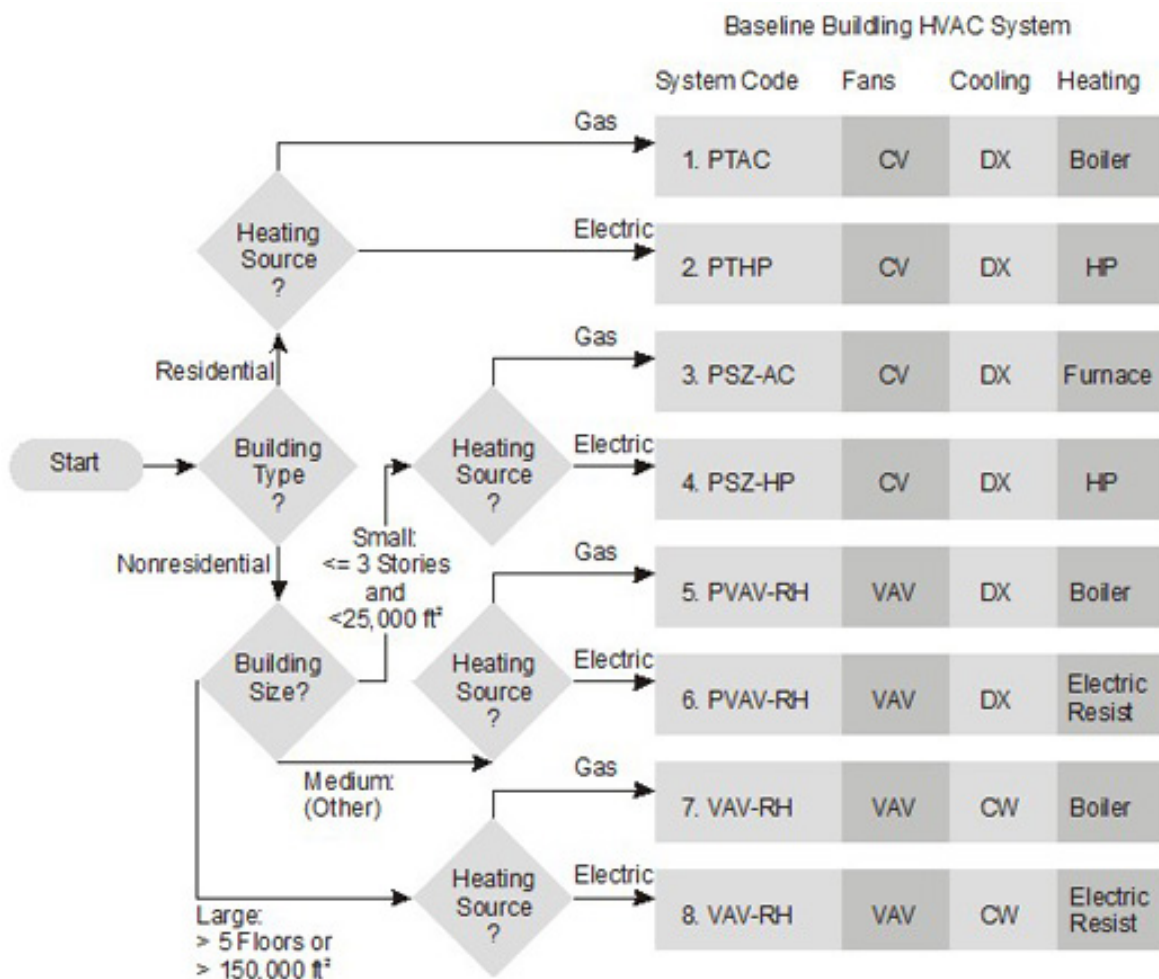 Baseline Building HVAC System
System Code Fans Cooling Heating
Gas
1. PTAC CV DX Boiler
Heating
Source
?
Electric
2. PTHP CV DX HP
Residential
Gas
3. PSZ-AC CV DX Furnace
Start
Building
Type
?
Heating
Source
?
Electric
4. PSZ-HP CV DX HP
Nonresidential
Small:
<= 3 Stories
and
<25,000 ft²
Gas
5. PVAV-RH VAV DX Boiler
Building
Size?
Heating
Source
?
Electric
6. PVAV-RH VAV DX Electric
Resist
Medium:
(Other)
Gas
7. VAV-RH VAV CW Boiler
Heating
Source
?
Electric
8. VAV-RH VAV CW Electric
Resist
Large:
> 5 Floors or
> 150,000 ft²